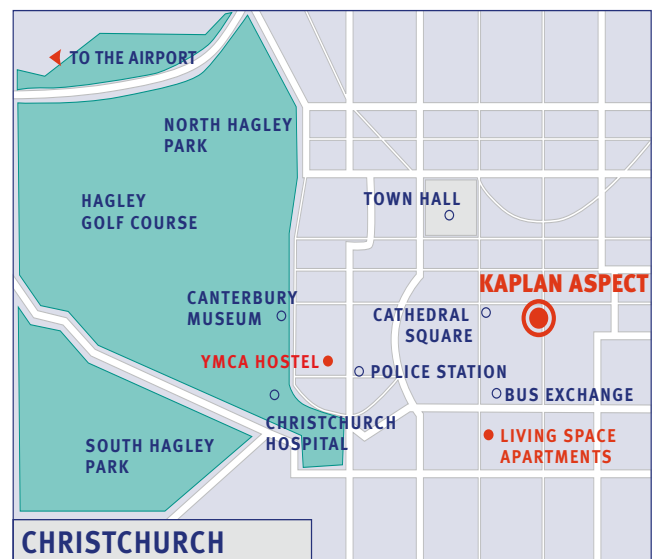 TO THE AIRPORT
NORTH HAGLEY
PARK
HAGLEY
GOLF COURSE
TOWN HALL
KAPLAN ASPECT
CANTERBURY
MUSEUM
CATHEDRAL
SQUARE
YMCA HOSTEL
POLICE STATION
BUS EXCHANGE
CHRISTCHURCH
HOSPITAL
SOUTH HAGLEY
PARK
LIVING SPACE
APARTMENTS
CHRISTCHURCH